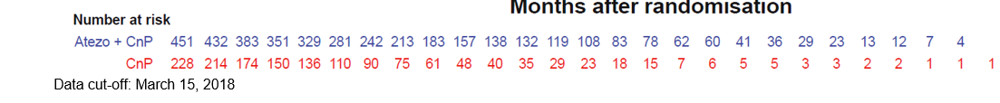 Months after randomisation
Number at risk
Atezo + CnP 451 432 383 351 329 281 242 213 183 157 138 132 119 108 83 78 62 60 41 36 29 23 13 12 7 4
CnP 228 214 174 150 136 110 90 75 61 48 40 35 29 23 18 15 7 6 5 5 3 3 2 2 1 1 1
Data cut-off: March 15, 2018